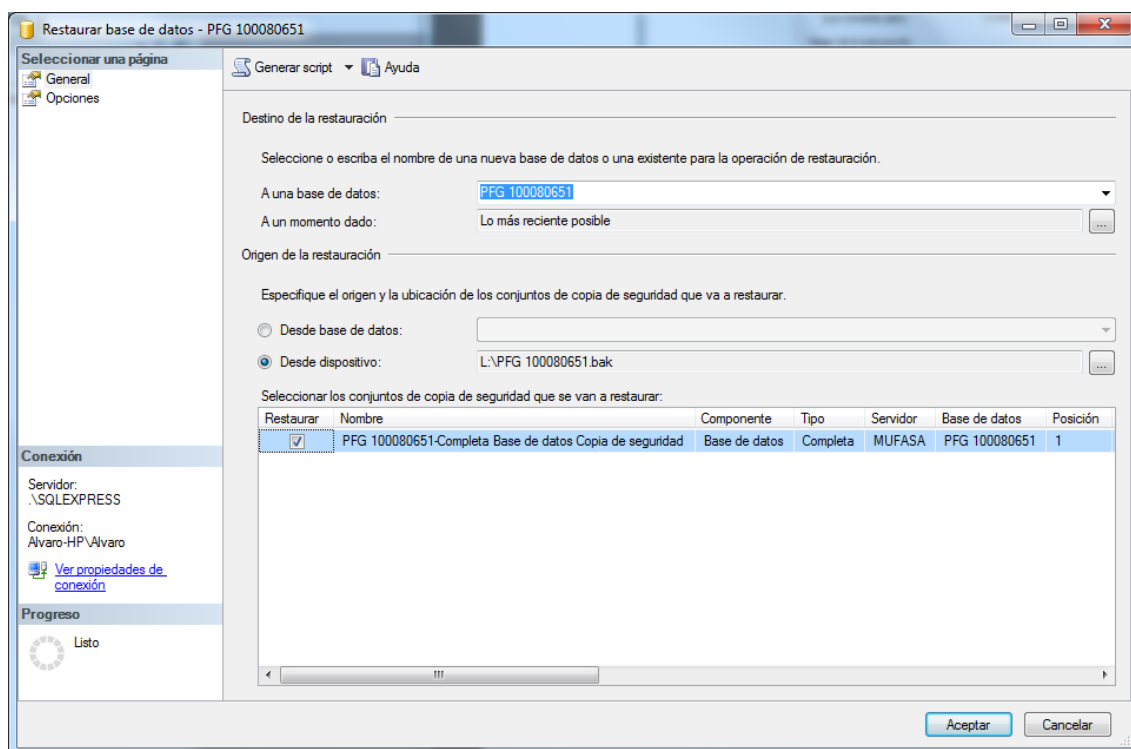 Restaurar base de datos - PFG 100080651
Seleccionar una página
General
Opciones
Generar script
Ayuda
Destino de la restauración
Seleccione o escriba el nombre de una nueva base de datos o una existente para la operación de restauración.
A una base de datos: PFG 100080651
A un momento dado: Lo más reciente posible ...
Origen de la restauración
Especifique el origen y la ubicación de los conjuntos de copia de seguridad que va a restaurar.
Desde base de datos:
Desde dispositivo: L:\PFG 100080651.bak ...
Seleccionar los conjuntos de copia de seguridad que se van a restaurar:
Restaurar Nombre Componente Tipo Servidor Base de datos Posición
PFG 100080651-Completa Base de datos Copia de seguridad Base de datos Completa MUFASA PFG 100080651 1
Conexión
Servidor:
.\SQLEXPRESS
Conexión:
Alvaro-HP\Alvaro
Ver propiedades de
conexión
Progreso
Listo
Aceptar Cancelar